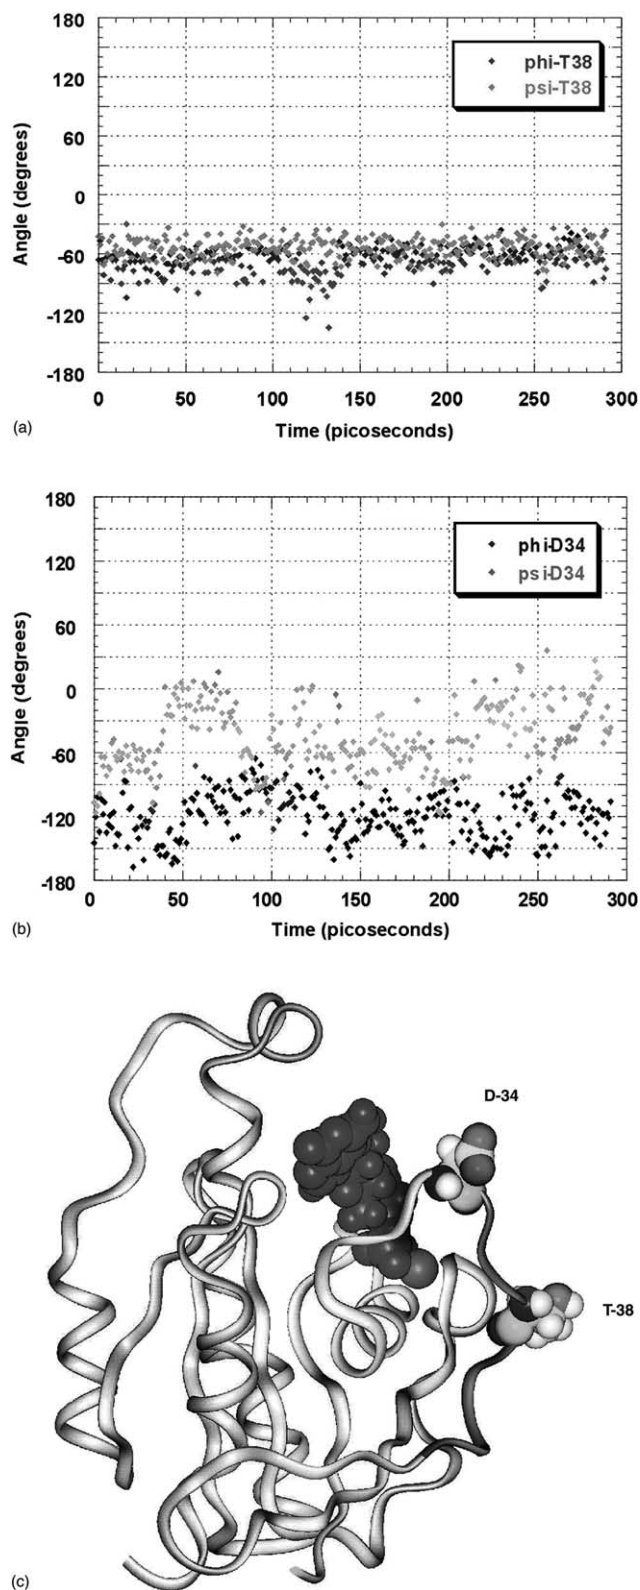 180
120
60
0
-60
-120
-180
Angle (degrees)
phi-T38
psi-T38
0 50 100 150 200 250 300
Time (picoseconds)
(a)
180
120
60
0
-60
-120
-180
Angle (degrees)
phi-D34
psi-D34
0 50 100 150 200 250 300
Time (picoseconds)
(b)
D-34
T-38
(c)